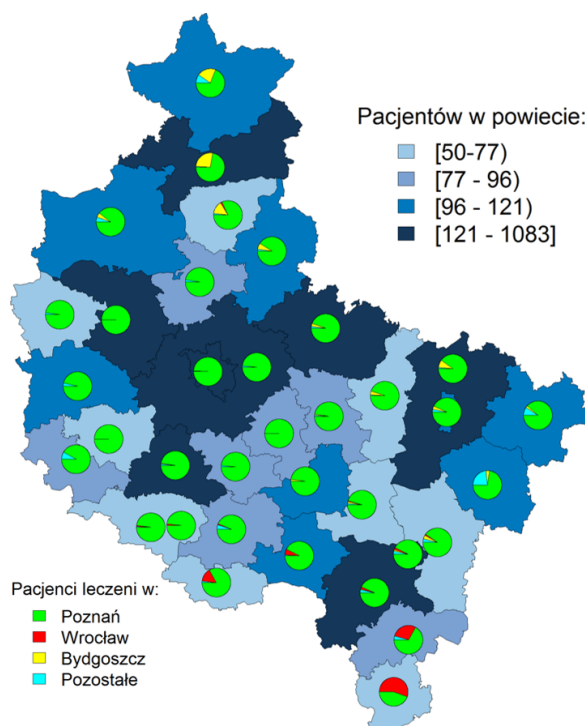 Pacjentów w powiecie:
[50-77)
[77 - 96)
[96 - 121)
[121 - 1083]
Pacjenci leczeni w:
Poznań
Wrocław
Bydgoszcz
Pozostałe